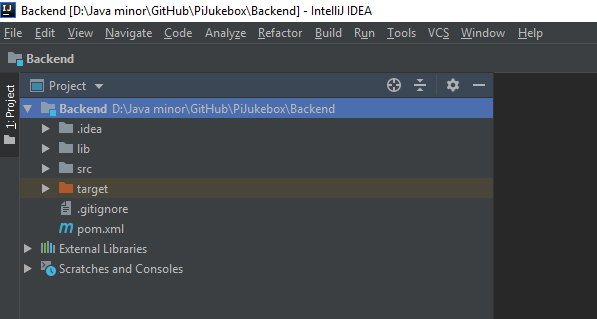 IJ Backend [D:\Java minor\GitHub\PiJukebox\Backend] - IntelliJ IDEA
File Edit View Navigate Code Analyze Refactor Build Run Tools VCS Window Help
Backend
1: Project
Project
Backend D:\Java minor\GitHub\PiJukebox\Backend
.idea
lib
src
target
.gitignore
m pom.xml
External Libraries
Scratches and Consoles